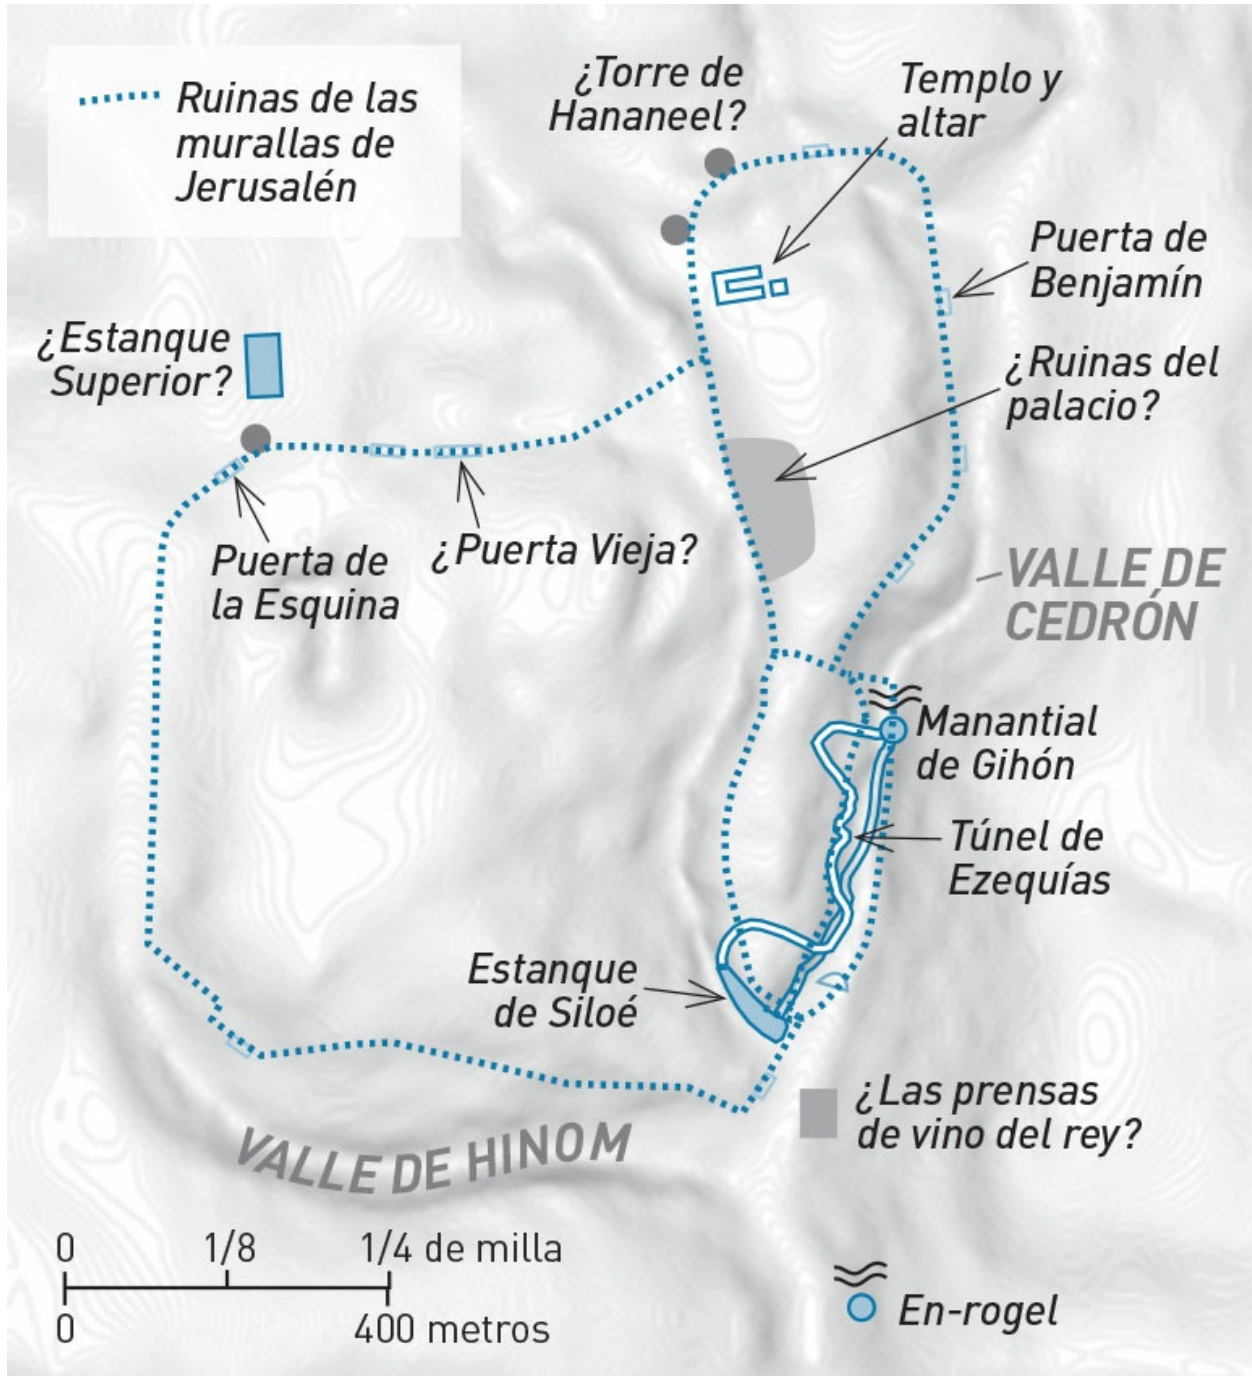 Ruinas de las
murallas de
Jerusalén
¿Torre de
Hananeel?
Templo y
altar
Puerta de
Benjamín
¿Estanque
Superior?
¿Ruinas del
palacio?
Puerta de
la Esquina
¿Puerta Vieja?
VALLE DE
CEDRÓN
Manantial
de Gihón
Túnel de
Ezequías
Estanque
de Siloé
¿Las prensas
de vino del rey?
VALLE DE HINOM
0 1/8 1/4 de milla
0 400 metros
En-rogel